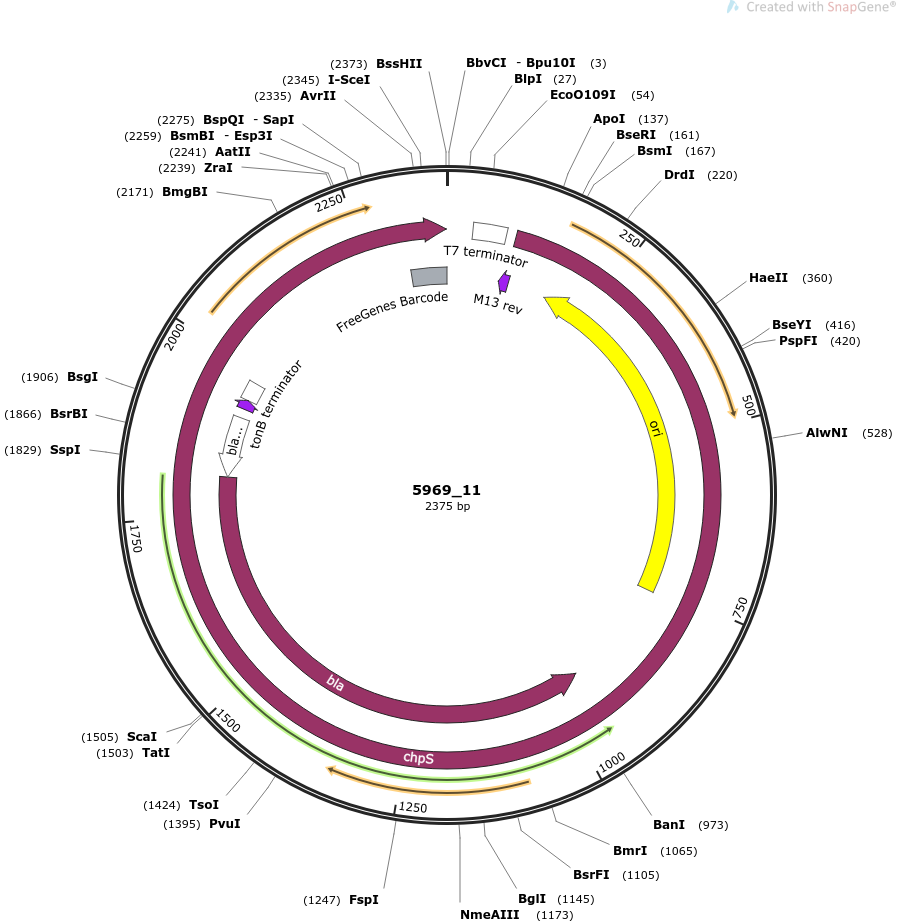 Created with SnapGene®
(2373) BssHII
(2345) I-SceI
(2335) AvrII
(2275) BspQI - SapI
(2259) BsmBI - Esp3I
(2241) AatII
(2239) ZraI
(2171) BmgBI
BbvCI - Bpu10I (3)
BlpI (27)
EcoO109I (54)
ApoI (137)
BseRI (161)
BsmI (167)
DrdI (220)
HaeII (360)
BseYI (416)
PspFI (420)
AlwNI (528)
(1906) BsgI
(1866) BsrBI
(1829) SspI
2250
250
2000
500
1750
750
1500
1250
1000
T7 terminator
FreeGenes Barcode
M13 rev
tonB terminator
bla...
ori
5969_11
2375 bp
bla
chpS
(1505) ScaI
(1503) TatI
(1424) TsoI
(1395) PvuI
(1247) FspI
BanI (973)
BmrI (1065)
BsrFI (1105)
BglI (1145)
NmeAIII (1173)